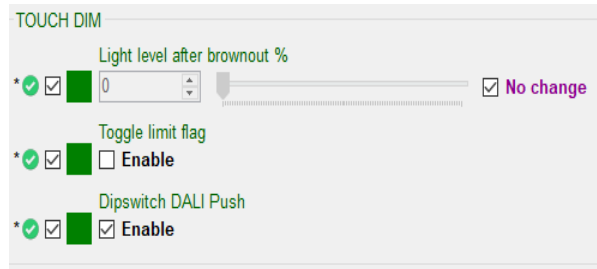 TOUCH DIM
Light level after brownout %
* 0 No change
Toggle limit flag
* Enable
Dipswitch DALI Push
* Enable